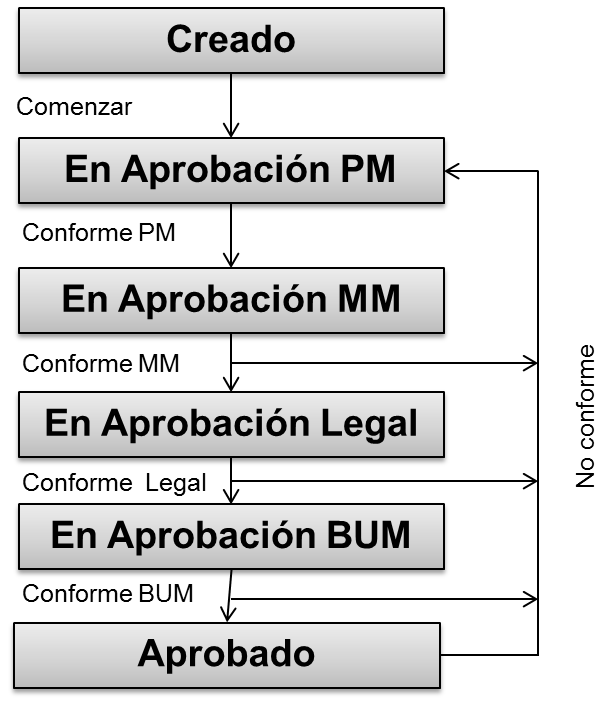 Creado
Comenzar
En Aprobación PM
Conforme PM
En Aprobación MM
Conforme MM
En Aprobación Legal
Conforme Legal
En Aprobación BUM
Conforme BUM
Aprobado
No conforme